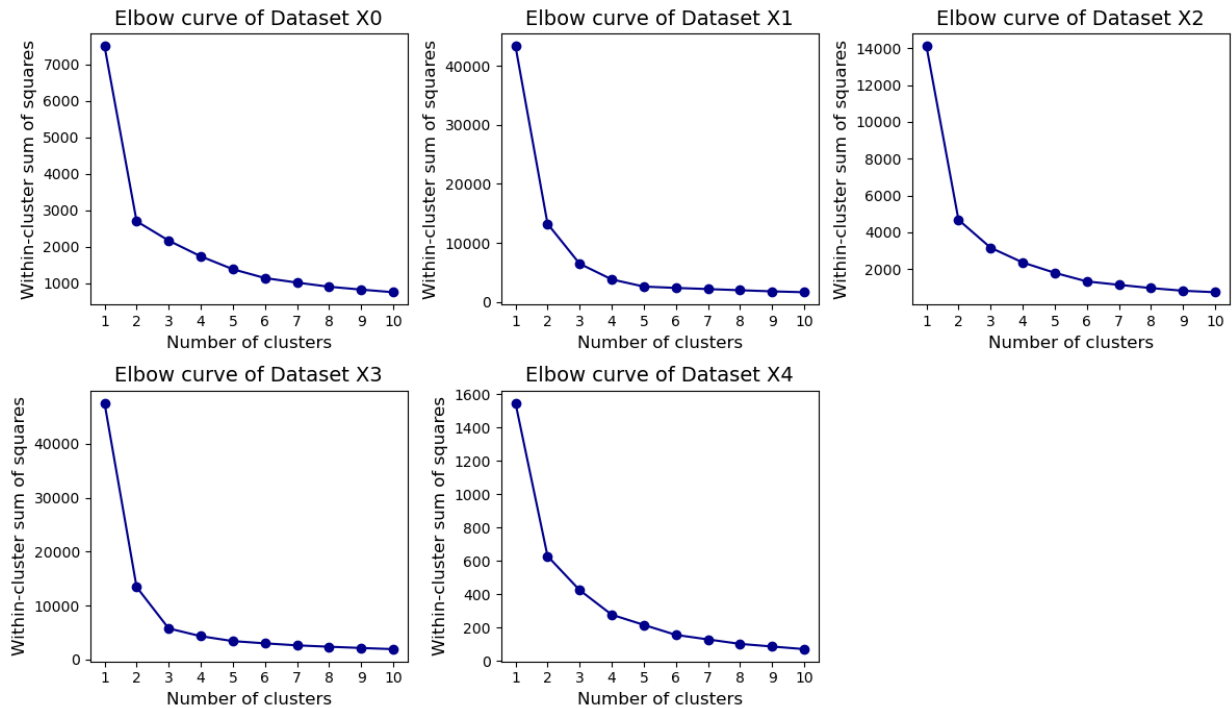 Elbow curve of Dataset X0
Within-cluster sum of squares
7000
6000
5000
4000
3000
2000
1000
1 2 3 4 5 6 7 8 9 10
Number of clusters
Elbow curve of Dataset X1
Within-cluster sum of squares
40000
30000
20000
10000
0
1 2 3 4 5 6 7 8 9 10
Number of clusters
Elbow curve of Dataset X2
Within-cluster sum of squares
14000
12000
10000
8000
6000
4000
2000
1 2 3 4 5 6 7 8 9 10
Number of clusters
Elbow curve of Dataset X3
Within-cluster sum of squares
40000
30000
20000
10000
0
1 2 3 4 5 6 7 8 9 10
Number of clusters
Elbow curve of Dataset X4
Within-cluster sum of squares
1600
1400
1200
1000
800
600
400
200
0
1 2 3 4 5 6 7 8 9 10
Number of clusters